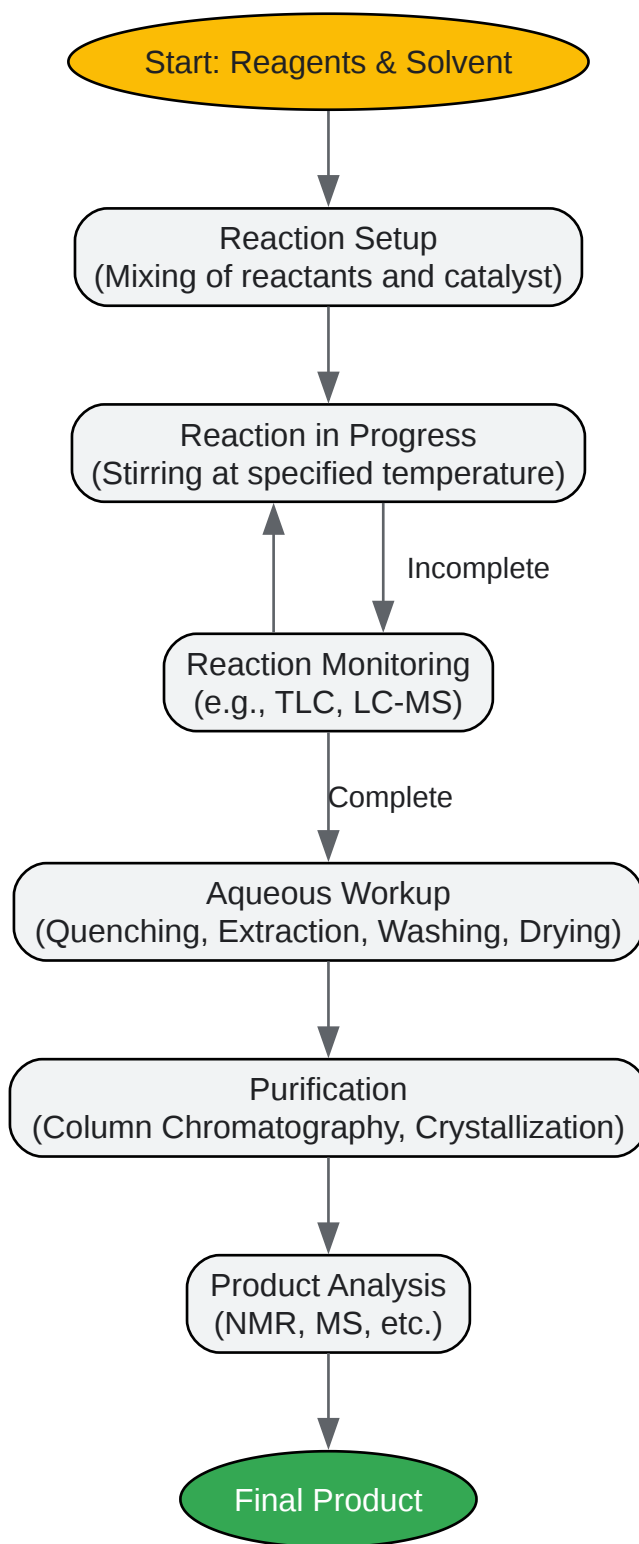 Start: Reagents & Solvent
Reaction Setup
(Mixing of reactants and catalyst)
Reaction in Progress
(Stirring at specified temperature)
Incomplete
Reaction Monitoring
(e.g., TLC, LC-MS)
Complete
Aqueous Workup
(Quenching, Extraction, Washing, Drying)
Purification
(Column Chromatography, Crystallization)
Product Analysis
(NMR, MS, etc.)
Final Product